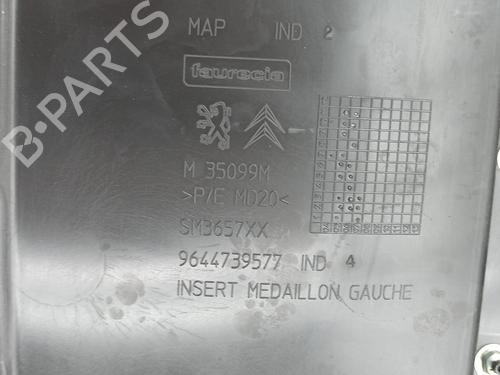 MAP IND 2
faurecia
M 35099M
>P/E MD20<
SM3657XX
9644739577 IND 4
INSERT MEDAILLON GAUCHE
B-PARTS